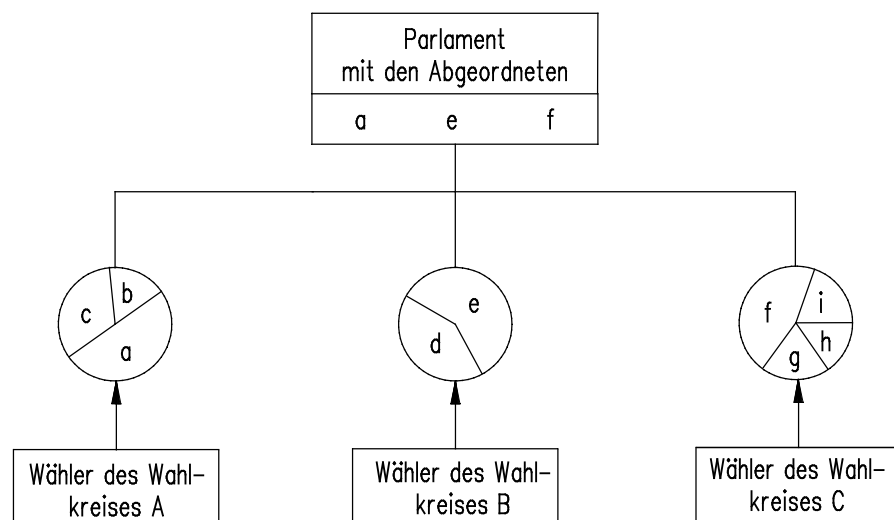 Parlament
mit den Abgeordneten
a e f
c b a
e d
f i h g
Wähler des Wahl-
kreises A
Wähler des Wahl-
kreises B
Wähler des Wahl-
kreises C